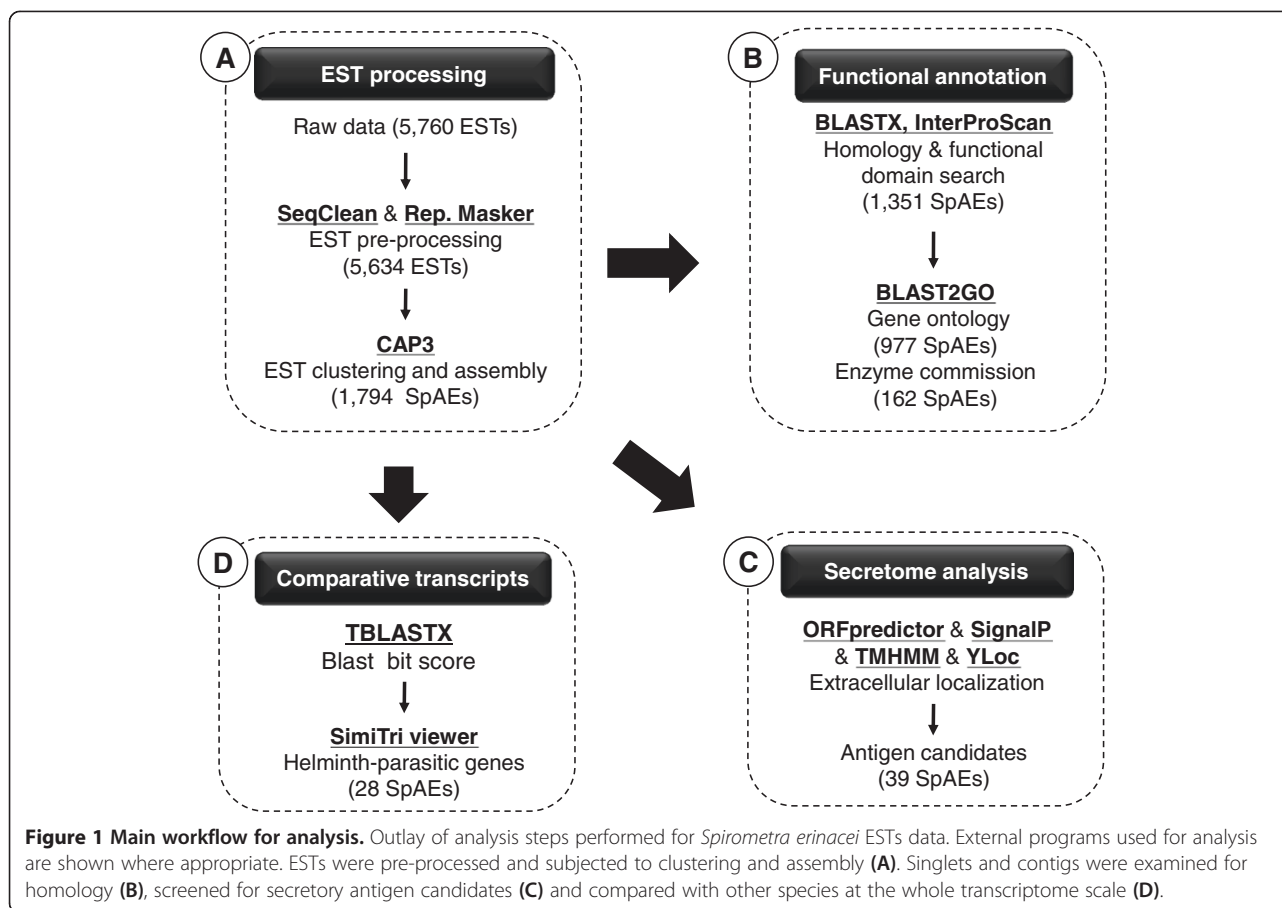 A
EST processing
Raw data (5,760 ESTs)
SeqClean & Rep. Masker
EST pre-processing
(5,634 ESTs)
CAP3
EST clustering and assembly
(1,794 SpAEs)
B
Functional annotation
BLASTX, InterProScan
Homology & functional
domain search
(1,351 SpAEs)
BLAST2GO
Gene ontology
(977 SpAEs)
Enzyme commission
(162 SpAEs)
D
Comparative transcripts
TBLASTX
Blast bit score
SimiTri viewer
Helminth-parasitic genes
(28 SpAEs)
C
Secretome analysis
ORFpredictor & SignalP
& TMHMM & YLoc
Extracellular localization
Antigen candidates
(39 SpAEs)
Figure 1 Main workflow for analysis. Outlay of analysis steps performed for Spirometra erinacei ESTs data. External programs used for analysis
are shown where appropriate. ESTs were pre-processed and subjected to clustering and assembly (A). Singlets and contigs were examined for
homology (B), screened for secretory antigen candidates (C) and compared with other species at the whole transcriptome scale (D).